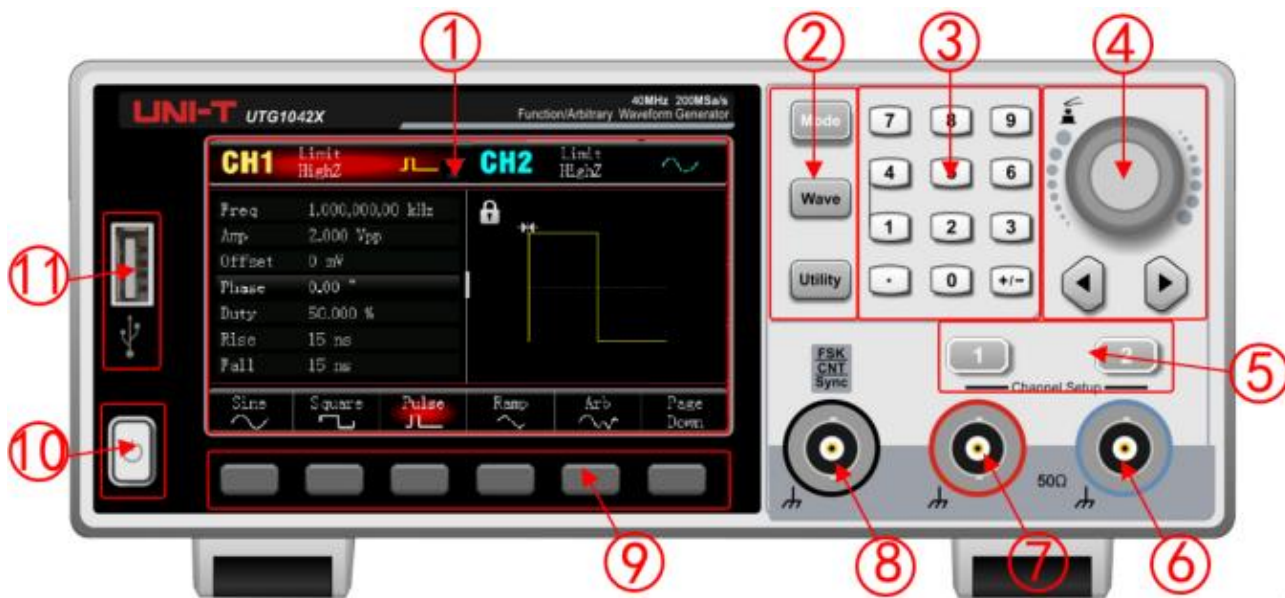 ① ② ③ ④
UNI-T UTG1042X
40MHz 200MSa/s
Function/Arbitrary Waveform Generator
CH1 Limit HighZ CH2 Limit HighZ
Freq 1.000,000,00 kHz
Amp 2.000 Vpp
Offset 0 mV
Phase 0.00 °
Duty 50.000 %
Rise 15 ns
Fall 15 ns
Sine Square Pulse Ramp Arb Page Down
Mode
Wave
Utility
7 8 9
4 5 6
1 2 3
· 0 +/-
1 2
Channel Setup
FSK
CNT
Sync
50Ω
⑤
⑪
⑩
⑨ ⑧ ⑦ ⑥